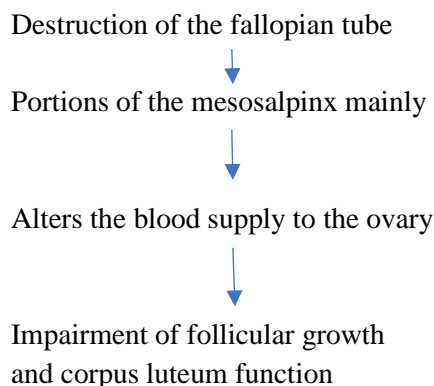 Destruction of the fallopian tube
Portions of the mesosalpinx mainly
Alters the blood supply to the ovary
Impairment of follicular growth
and corpus luteum function